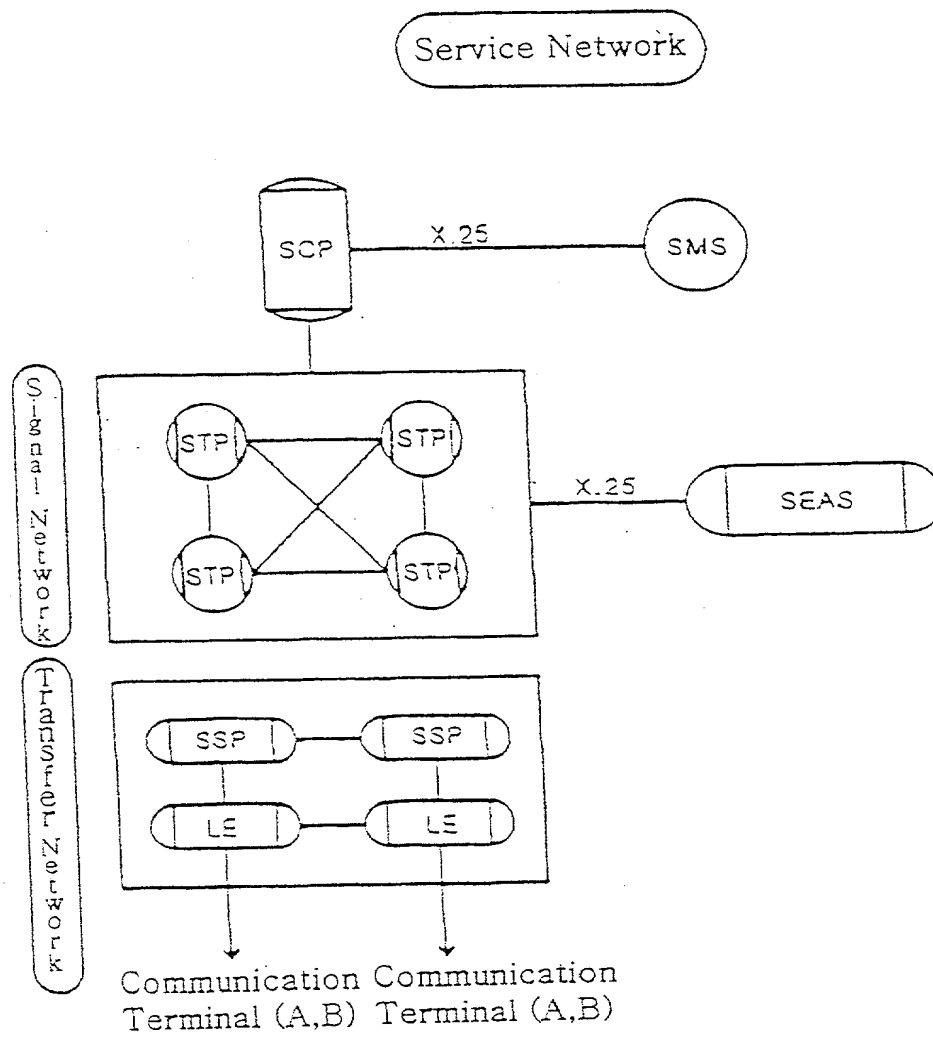 Service Network
SCP
X.25
SMS
Signal Network
STP
STP
X.25
SEAS
STP
STP
Transfer Network
SSP
SSP
LE
LE
Communication Communication
Terminal (A,B) Terminal (A,B)